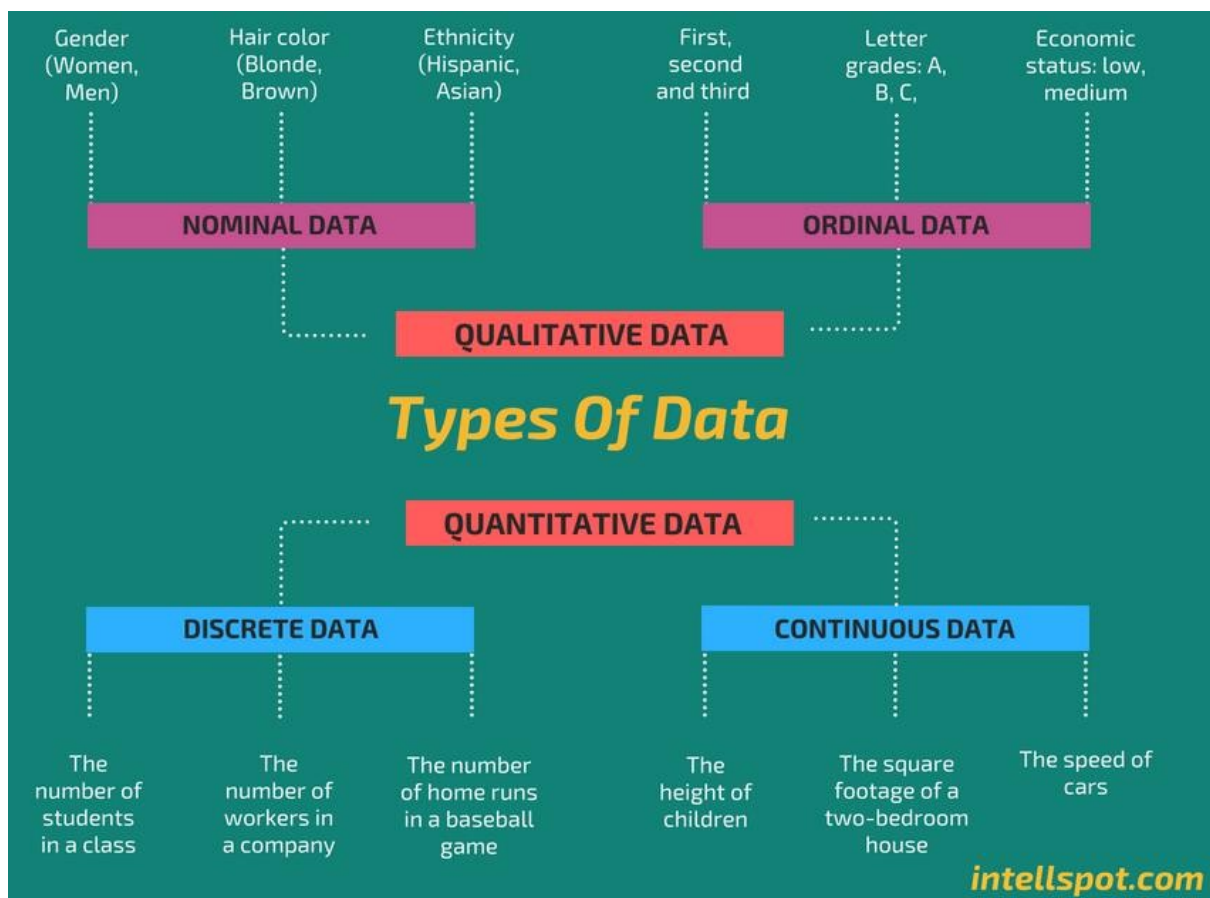 Gender
(Women,
Men)
Hair color
(Blonde,
Brown)
Ethnicity
(Hispanic,
Asian)
First,
second
and third
Letter
grades: A,
B, C,
Economic
status: low,
medium
NOMINAL DATA
ORDINAL DATA
QUALITATIVE DATA
Types Of Data
QUANTITATIVE DATA
DISCRETE DATA
CONTINUOUS DATA
The
number of
students
in a class
The
number of
workers in
a company
The number
of home runs
in a baseball
game
The
height of
children
The square
footage of a
two-bedroom
house
The speed of
cars
intellspot.com